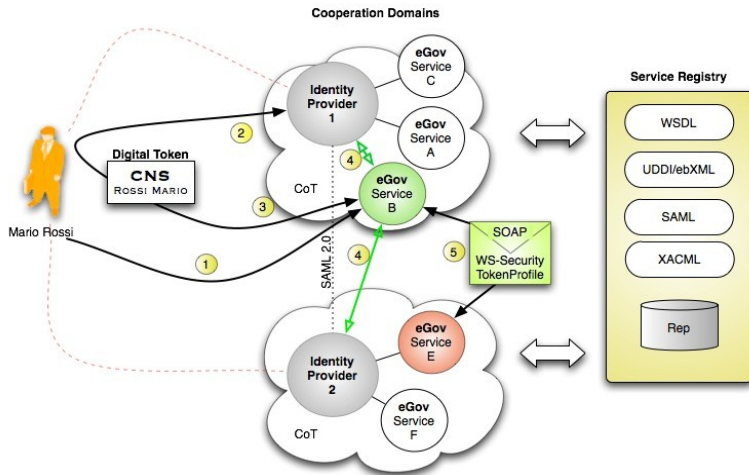 Cooperation Domains
eGov
Service
C
Identity
Provider
1
Service Registry
WSDL
2
Digital Token
CNS
ROSSI MARIO
4
eGov
Service
A
UDDI/ebXML
CoT
eGov
Service
B
3
SAML
Mario Rossi
1
SAML 2.0
4
SOAP
WS-Security
TokenProfile
5
XACML
Rep
eGov
Service
E
Identity
Provider
2
eGov
Service
F
CoT